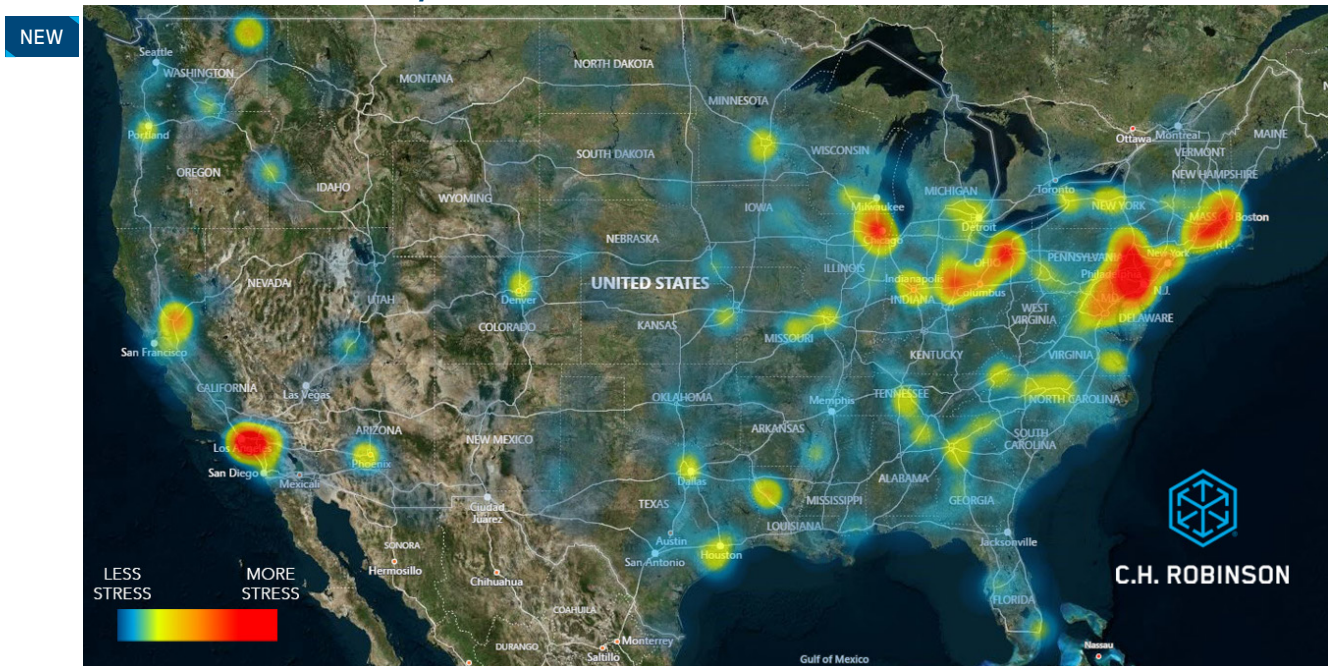 NEW
Seattle
WASHINGTON
MONTANA
NORTH DAKOTA
MINNESOTA
Ottawa
Montreal
MAINE
Portland
VERMONT
OREGON
IDAHO
SOUTH DAKOTA
WISCONSIN
NEW HAMPSHIRE
WYOMING
IOWA
MICHIGAN
Toronto
Milwaukee
NEW YORK
MASS.
Boston
Detroit
R.I.
NEBRASKA
Chicago
NEVADA
UTAH
UNITED STATES
ILLINOIS
Indianapolis
OHIO
PENNSYLVANIA
New York
Philadelphia
Denver
INDIANA
Columbus
MD.
N.J.
COLORADO
KANSAS
MISSOURI
WEST
VIRGINIA
DELAWARE
San Francisco
KENTUCKY
VIRGINIA
CALIFORNIA
Las Vegas
OKLAHOMA
Memphis
TENNESSEE
NORTH CAROLINA
ARIZONA
NEW MEXICO
ARKANSAS
SOUTH
CAROLINA
Los Angeles
Phoenix
San Diego
Mexicali
Dallas
ALABAMA
Ciudad
Juarez
TEXAS
MISSISSIPPI
GEORGIA
LOUISIANA
SONORA
Austin
Houston
Jacksonville
San Antonio
Hermosillo
Chihuahua
C.H. ROBINSON
LESS
STRESS
MORE
STRESS
COAHUILA
FLORIDA
DURANGO
Monterrey
Saltillo
Gulf of Mexico
Nassau